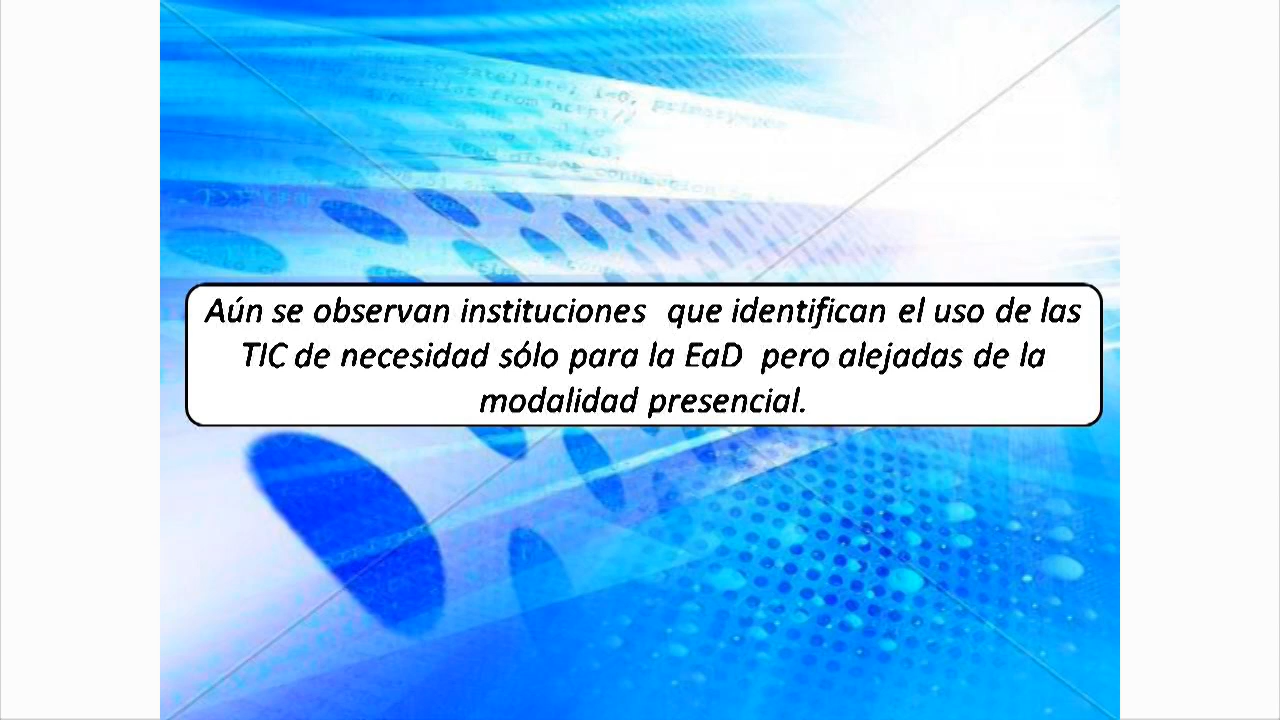 Aún se observan instituciones  que identifican el uso de las
TIC de necesidad sólo para la EaD  pero alejadas de la
modalidad presencial.